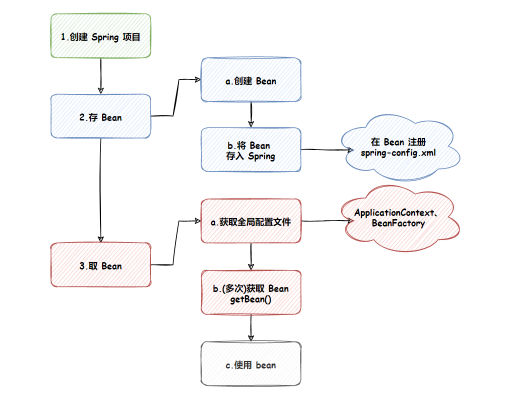 1.创建 Spring 项目
2.存 Bean
a.创建 Bean
b.将 Bean
存入 Spring
在 Bean 注册
spring-config.xml
3.取 Bean
a.获取全局配置文件
ApplicationContext、
BeanFactory
b.(多次)获取 Bean
getBean()
c.使用 bean